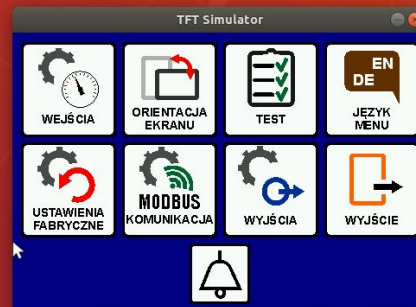 TFT Simulator
WEJŚCIA
ORIENTACJA
EKRANU
TEST
EN
DE
JĘZYK
MENU
USTAWIENIA
FABRYCZNE
MODBUS
KOMUNIKACJA
WYJŚCIA
WYJŚCIE